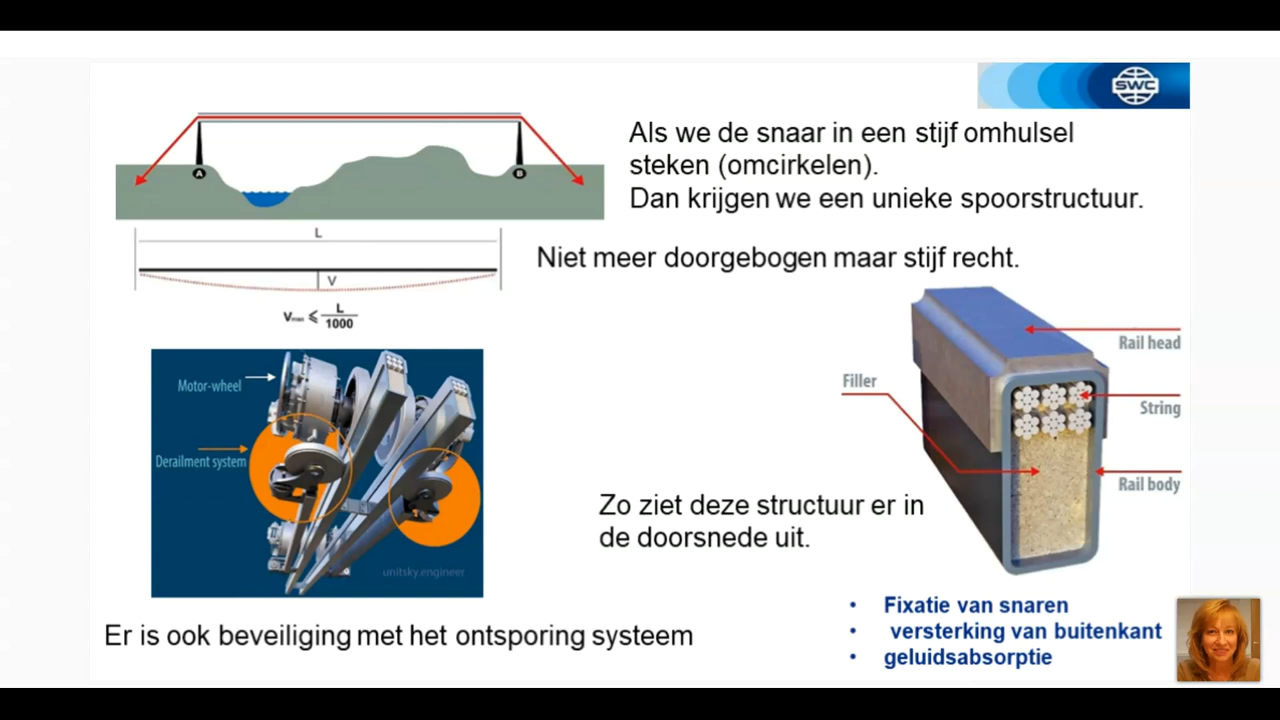 SWC
Als we de snaar in een stijf omhulsel
steken (omcirkelen).
Dan krijgen we een unieke spoorstructuur.
A
B
L
Niet meer doorgebogen maar stijf recht.
V
Vmax ⩽ L
1000
Rail head
Filler
String
Rail body
Motor-wheel
Derailment system
unitsky.engineer
Zo ziet deze structuur er in
de doorsnede uit.
• Fixatie van snaren
• versterking van buitenkant
• geluidsabsorptie
Er is ook beveiliging met het ontsporing systeem